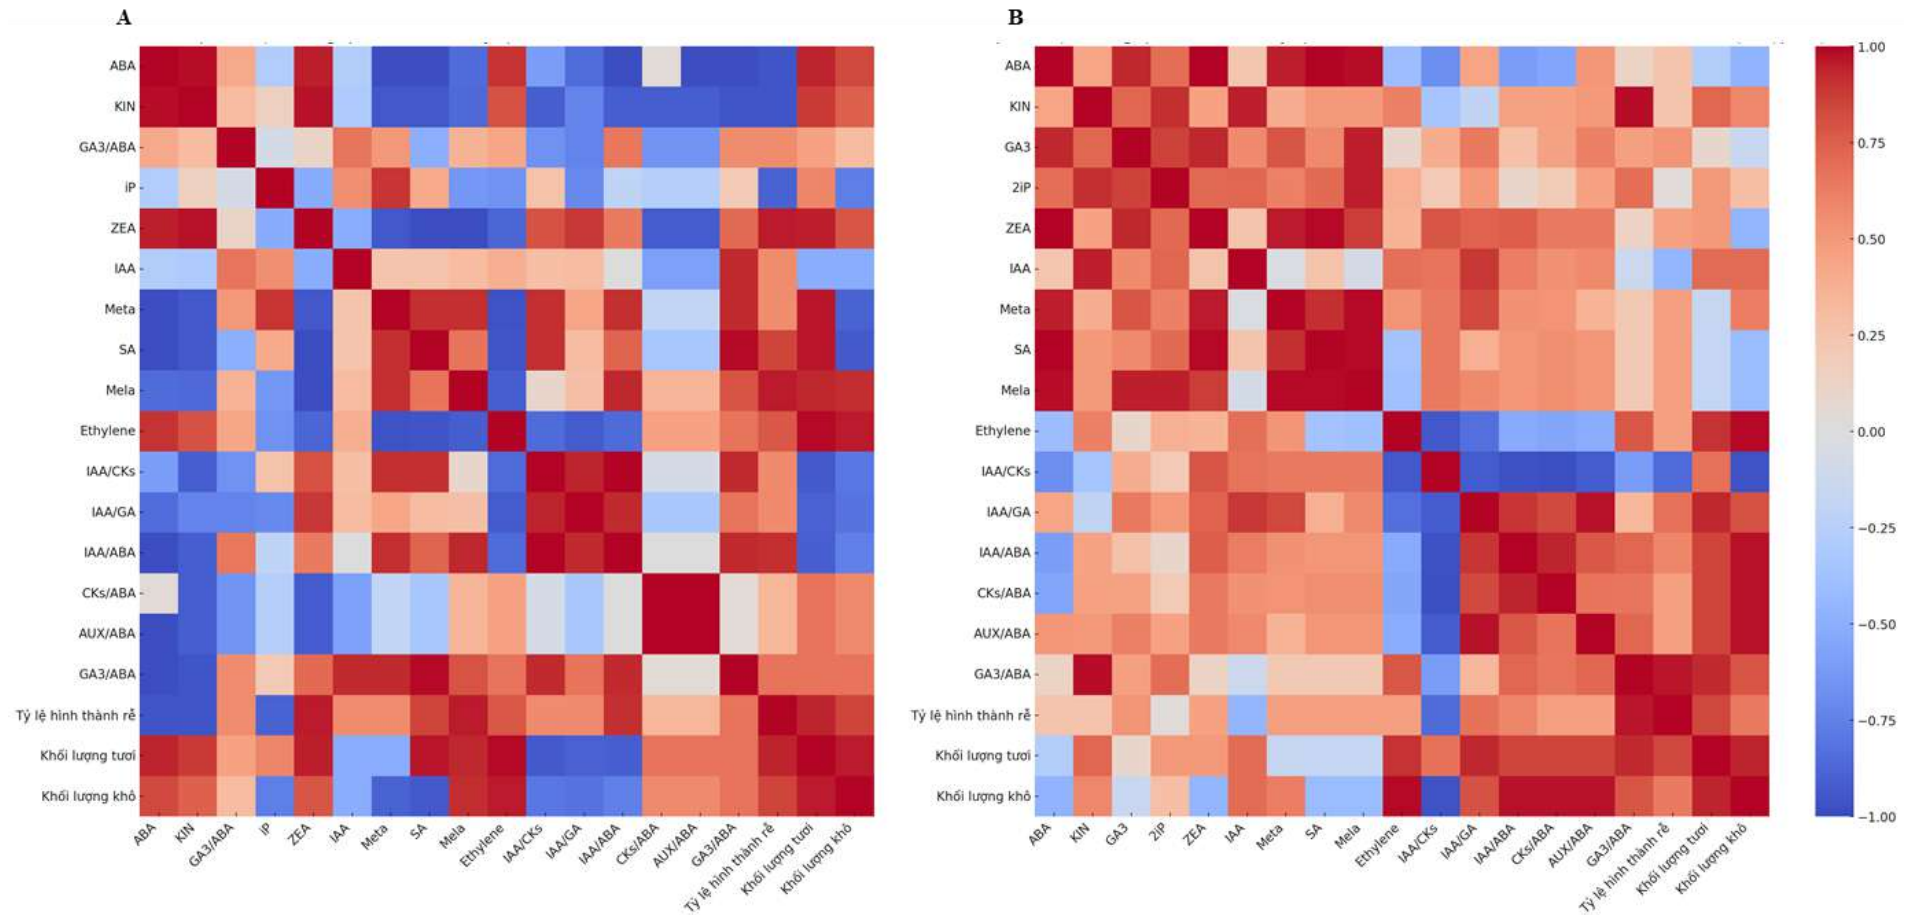 A
B
ABA
KIN
GA3/ABA
iP
ZEA
IAA
Meta
SA
Mela
Ethylene
IAA/CKs
IAA/GA
IAA/ABA
CKs/ABA
AUX/ABA
GA3/ABA
Tỷ lệ hình thành rễ
Khối lượng tươi
Khối lượng khô
ABA
KIN
GA3/ABA
iP
ZEA
IAA
Meta
SA
Mela
Ethylene
IAA/CKs
IAA/GA
IAA/ABA
CKs/ABA
AUX/ABA
GA3/ABA
Tỷ lệ hình thành rễ
Khối lượng tươi
Khối lượng khô
ABA
KIN
GA3
2iP
ZEA
IAA
Meta
SA
Mela
Ethylene
IAA/CKs
IAA/GA
IAA/ABA
CKs/ABA
AUX/ABA
GA3/ABA
Tỷ lệ hình thành rễ
Khối lượng tươi
Khối lượng khô
ABA
KIN
GA3
2iP
ZEA
IAA
Meta
SA
Mela
Ethylene
IAA/CKs
IAA/GA
IAA/ABA
CKs/ABA
AUX/ABA
GA3/ABA
Tỷ lệ hình thành rễ
Khối lượng tươi
Khối lượng khô
1.00
0.75
0.50
0.25
0.00
−0.25
−0.50
−0.75
−1.00